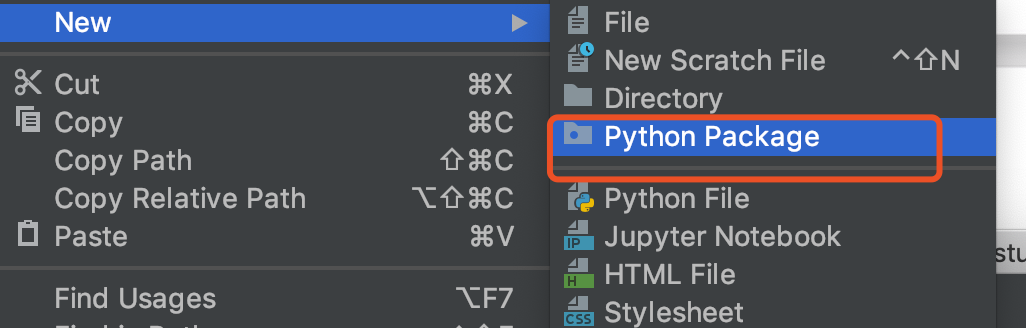 New
Cut ⌘X
Copy ⌘C
Copy Path ⇧⌘C
Copy Relative Path ⌥⇧⌘C
Paste ⌘V
Find Usages ⌥F7
File
New Scratch File ^⇧N
Directory
Python Package
Python File
IP Jupyter Notebook
H HTML File
CSS Stylesheet
stu